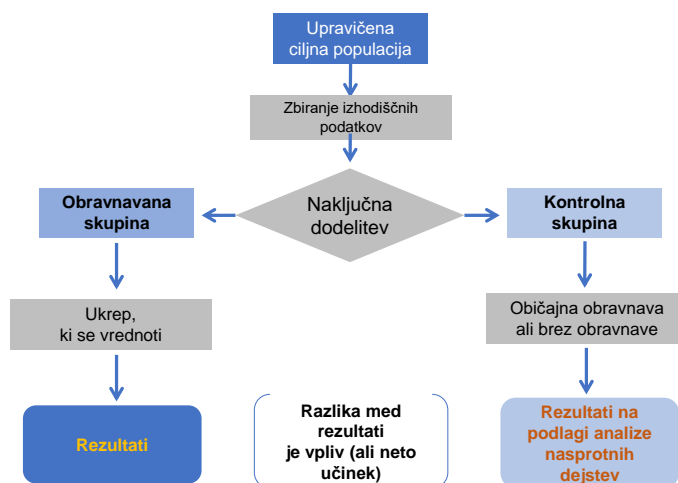 Upravičena
ciljna populacija
Zbiranje izhodiščnih
podatkov
Naključna
dodelitev
Obravnavana
skupina
Kontrolna
skupina
Ukrep,
ki se vrednoti
Običajna obravnava
ali brez obravnave
Rezultati
Razlika med
rezultati
je vpliv (ali neto
učinek)
Rezultati na
podlagi analize
nasprotnih
dejstev